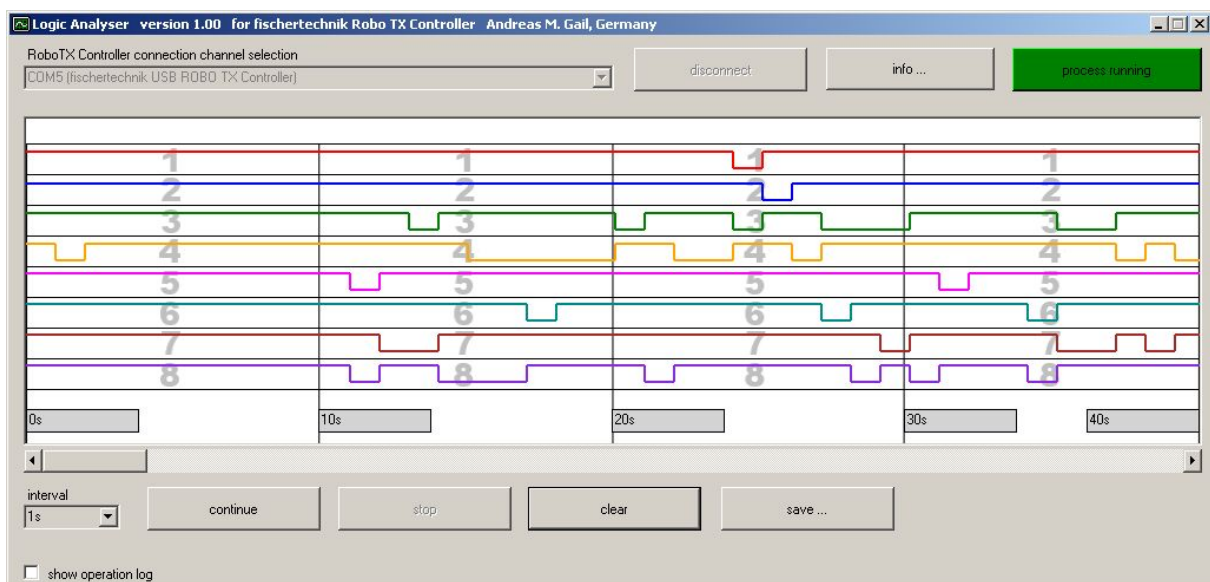 Logic Analyser version 1.00 for fischertechnik Robo TX Controller Andreas M. Gail, Germany
RoboTX Controller connection channel selection
COM5 (fischertechnik USB ROBO TX Controller)
disconnect
info ...
process running
1 1 1 1
2 2 2 2
3 3 3 3
4 4 4 4
5 5 5 5
6 6 6 6
7 7 7 7
8 8 8 8
0s 10s 20s 30s 40s
interval
1s
continue
stop
clear
save ...
show operation log